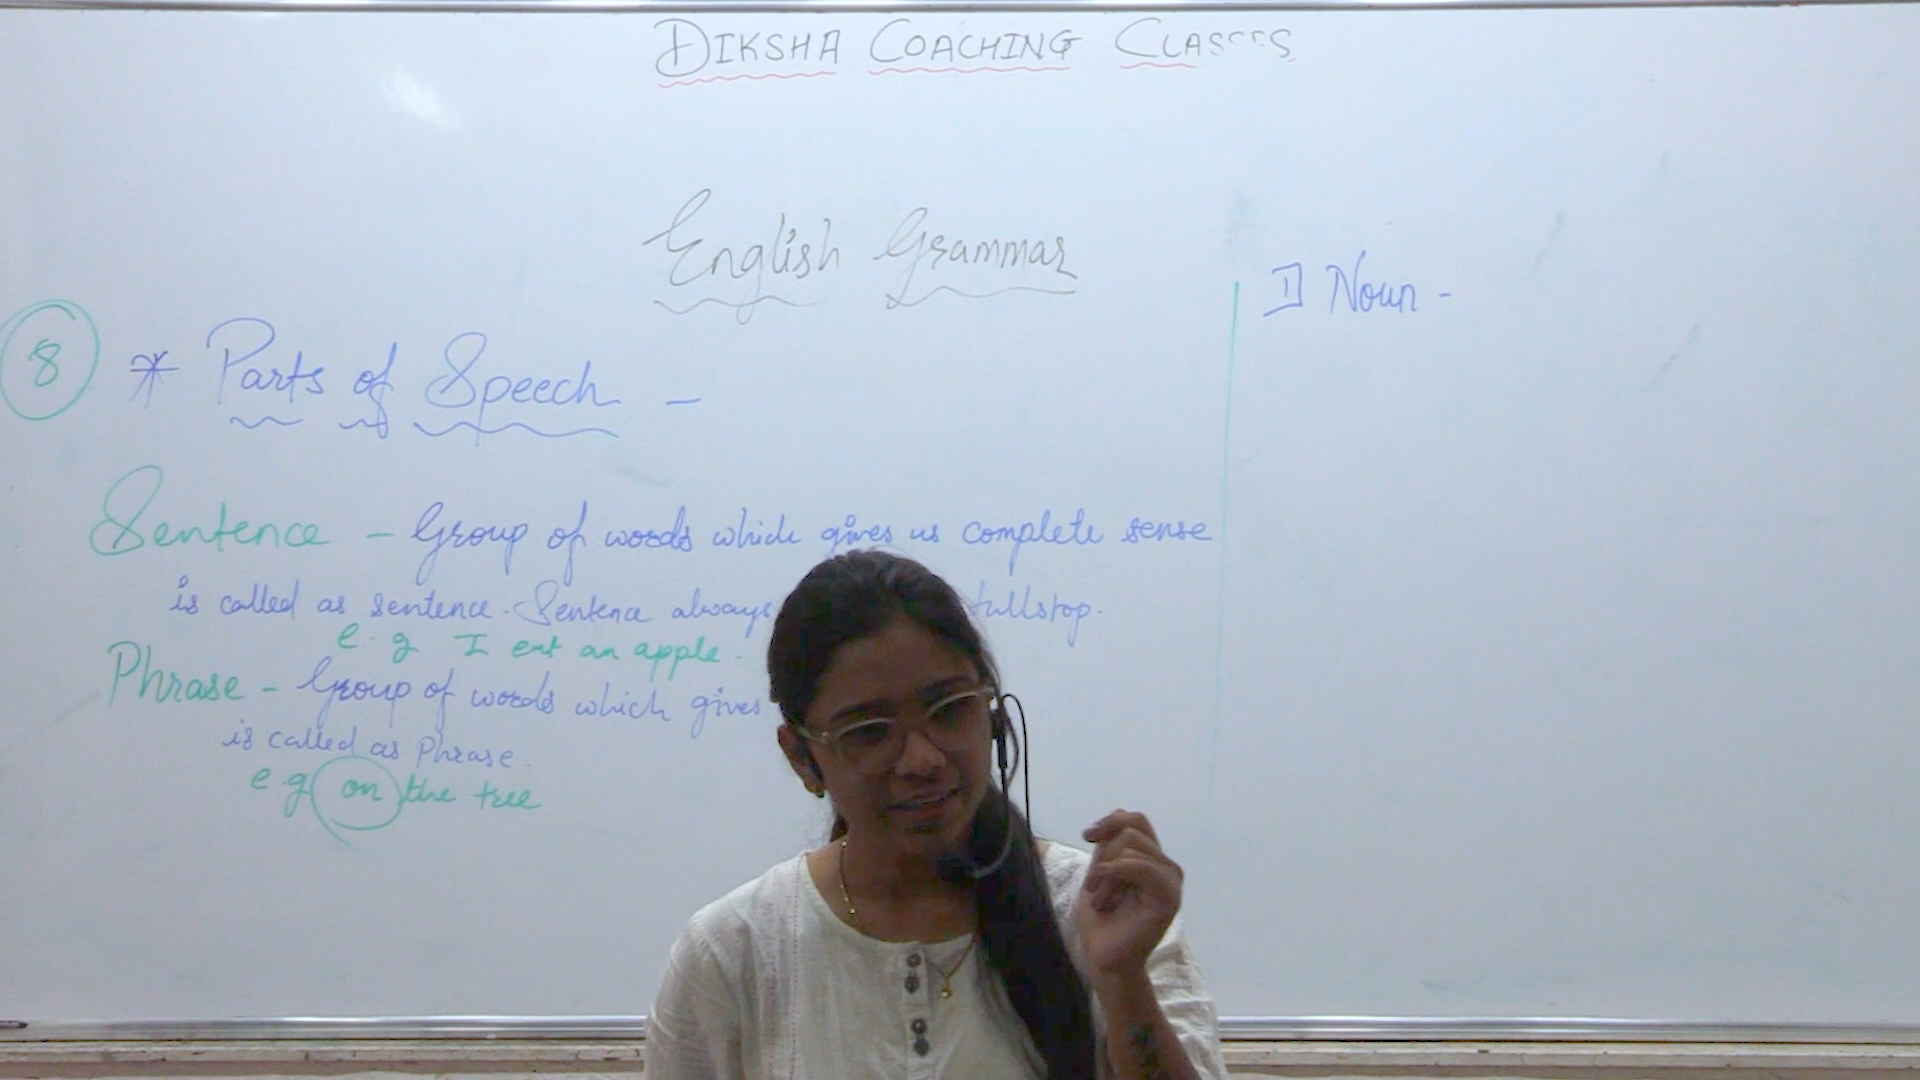 DIKSHA COACHING CLASSES
English Grammar
8 * Parts of Speech -
Sentence - Group of words which gives us complete sense
is called as sentence. Sentence always fullstop.
e.g I eat an apple.
Phrase - Group of words which gives
is called as Phrase.
e g on the tree
1] Noun -